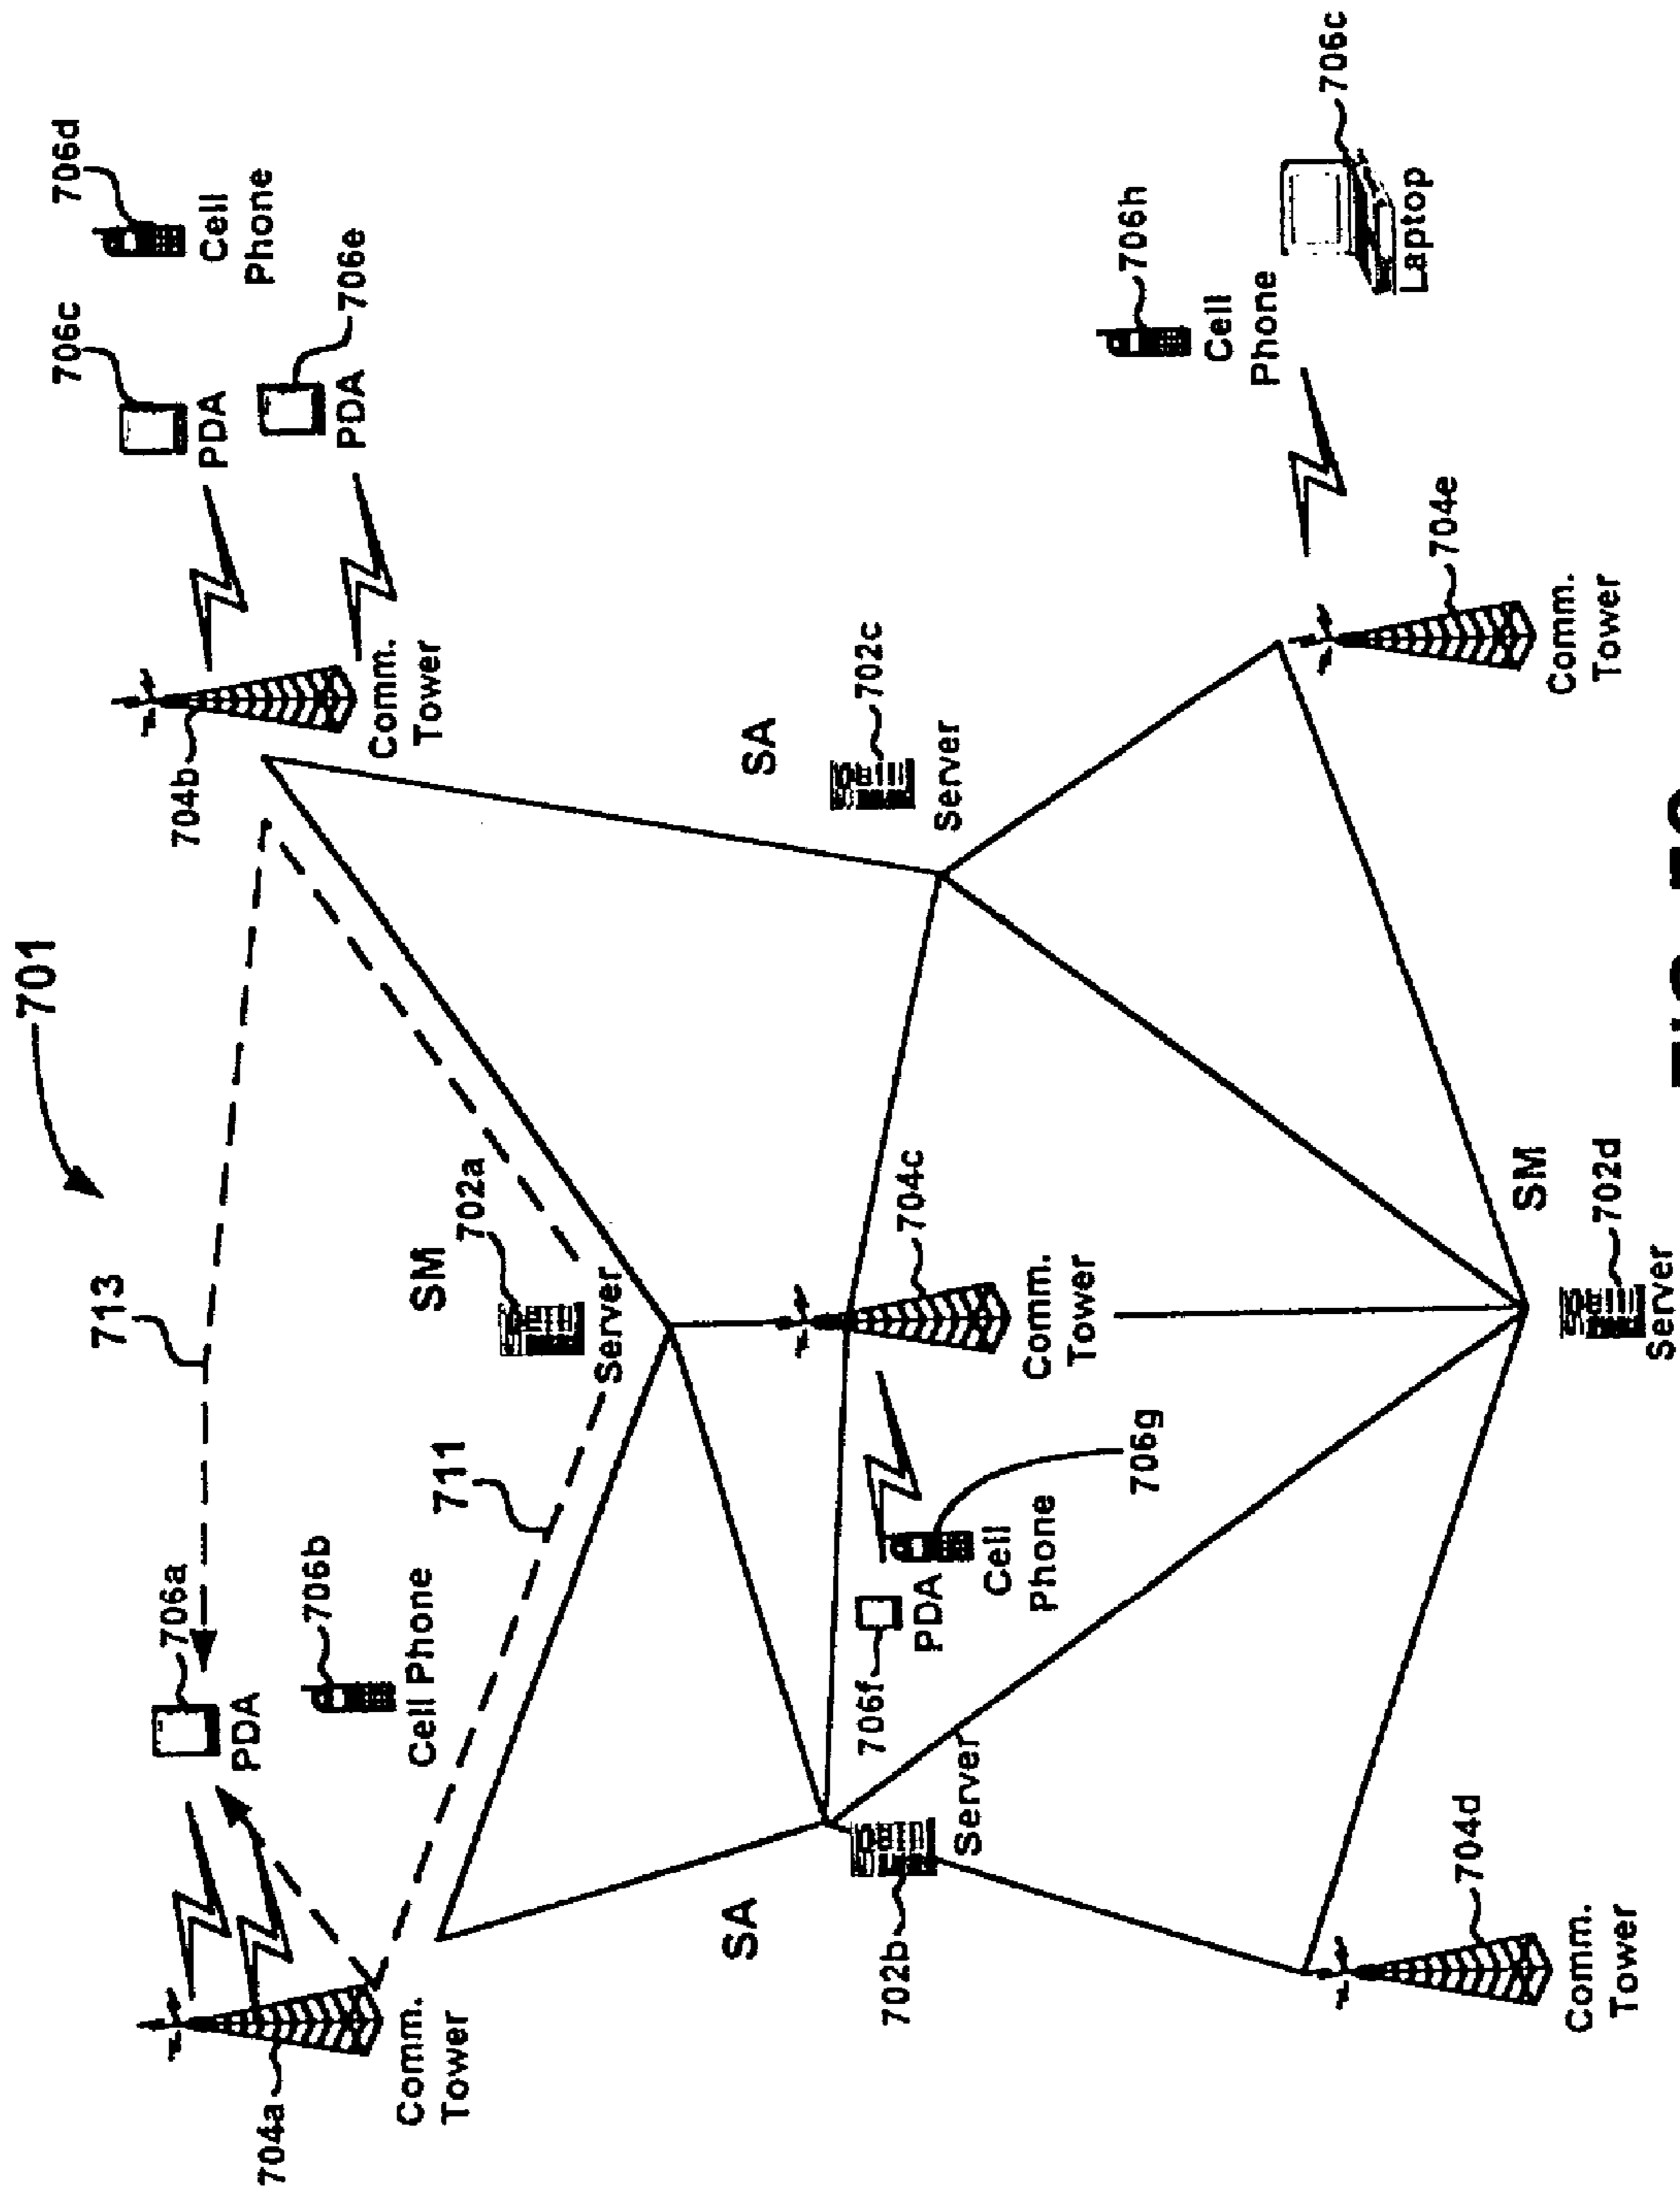 701
706c
706d
713
706a
704b
PDA
Cell
Phone
PDA
704a
706b
706e
PDA
Comm.
Tower
Cell Phone
Comm.
Tower
711
SM
702a
Server
SA
SA
706f
702c
702b
PDA
704c
Server
Server
Cell
Phone
Comm.
Tower
706g
706h
Cell
Phone
706c
Laptop
704d
704e
SM
Comm.
Tower
Comm.
Tower
702d
Server